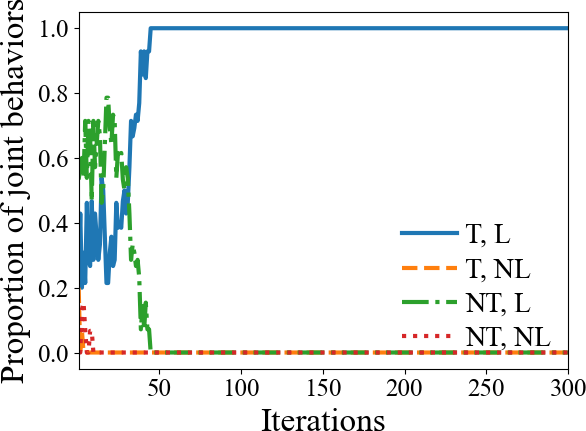 Proportion of joint behaviors
1.0
0.8
0.6
0.4
0.2
0.0
T, L
T, NL
NT, L
NT, NL
50 100 150 200 250 300
Iterations